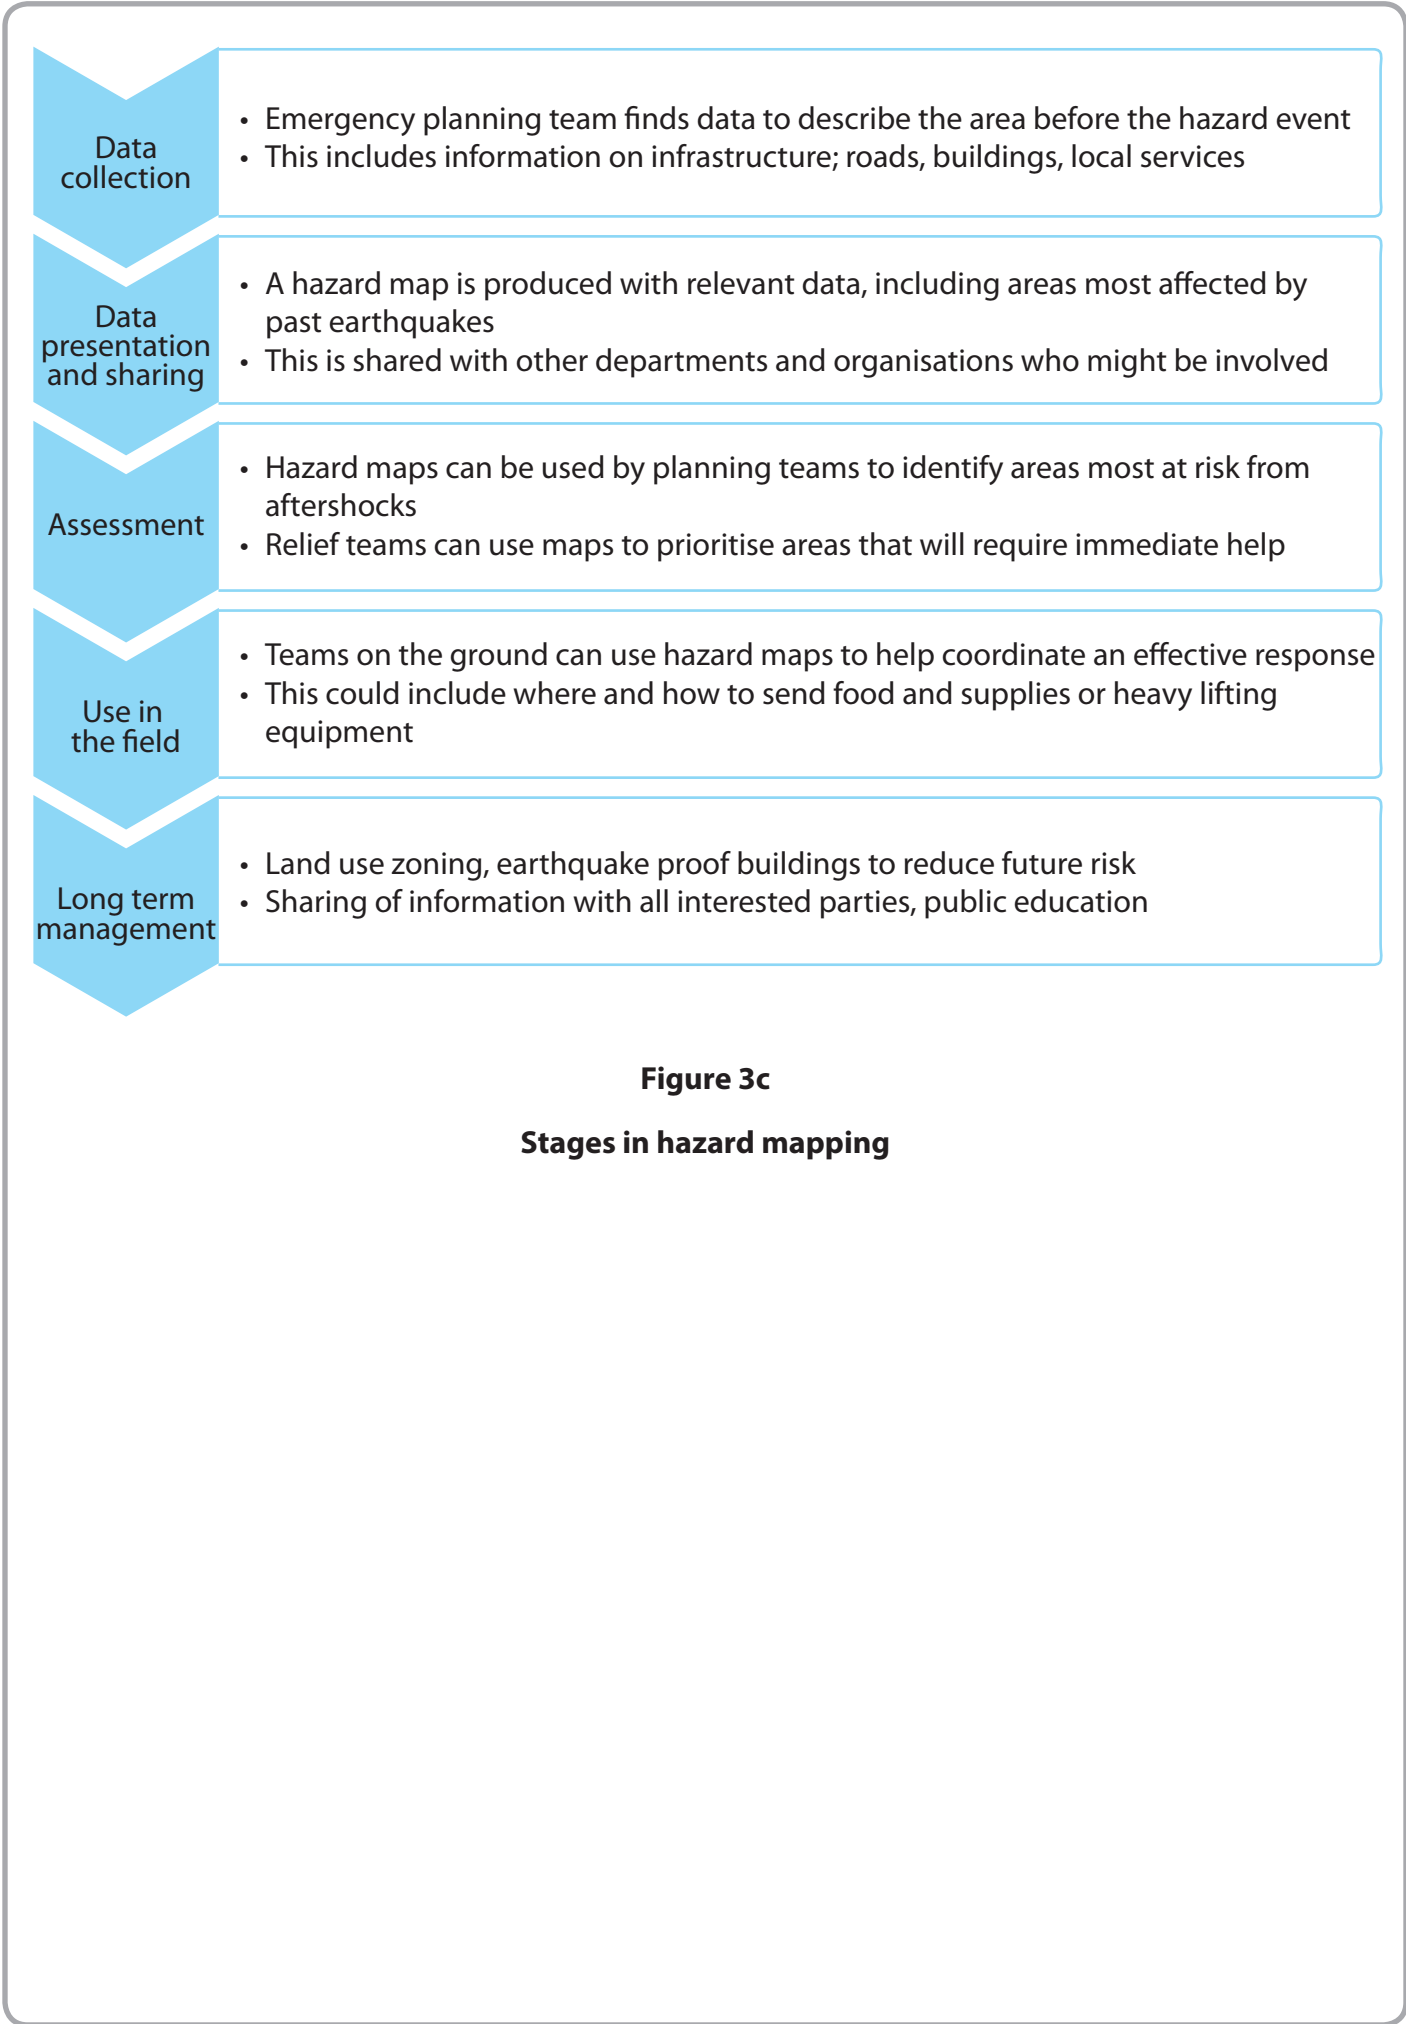 Data
collection
• Emergency planning team finds data to describe the area before the hazard event
• This includes information on infrastructure; roads, buildings, local services
Data
presentation
and sharing
• A hazard map is produced with relevant data, including areas most affected by
past earthquakes
• This is shared with other departments and organisations who might be involved
Assessment
• Hazard maps can be used by planning teams to identify areas most at risk from
aftershocks
• Relief teams can use maps to prioritise areas that will require immediate help
Use in
the field
• Teams on the ground can use hazard maps to help coordinate an effective response
• This could include where and how to send food and supplies or heavy lifting
equipment
Long term
management
• Land use zoning, earthquake proof buildings to reduce future risk
• Sharing of information with all interested parties, public education
Figure 3c
Stages in hazard mapping